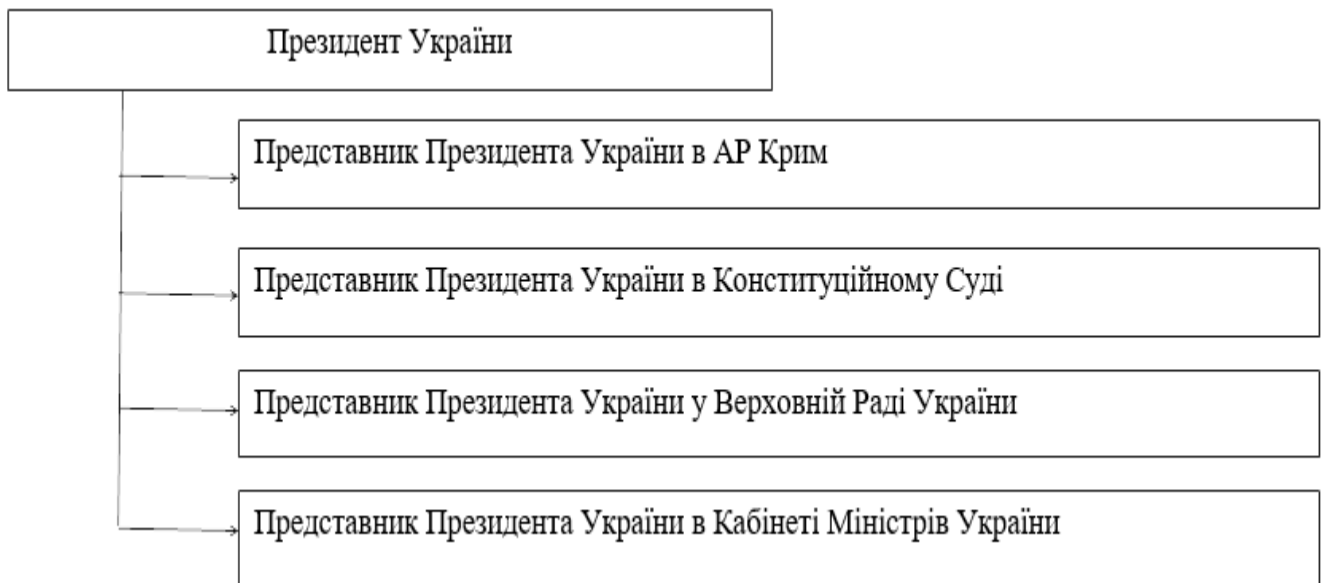 Президент України
Представник Президента України в АР Крим
Представник Президента України в Конституційному Суді
Представник Президента України у Верховній Раді України
Представник Президента України в Кабінеті Міністрів України